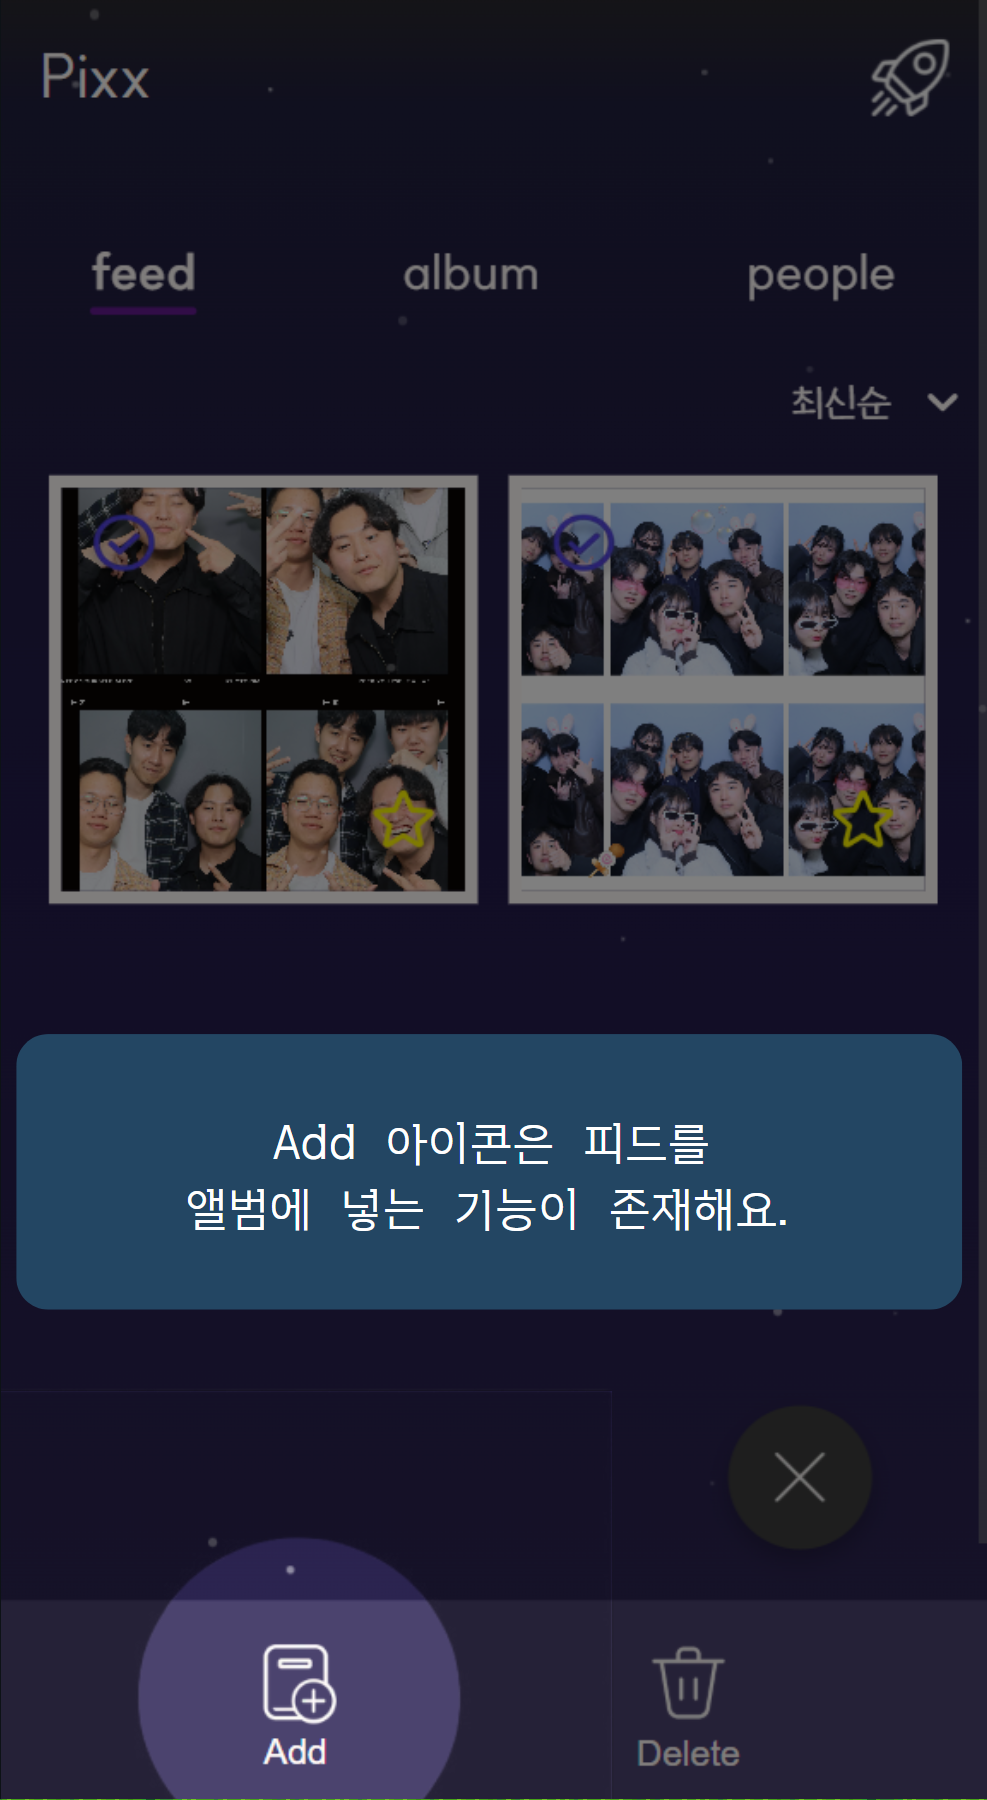 Pixx
feed album people
최신순
Add 아이콘은 피드를
앨범에 넣는 기능이 존재해요.
Add
Delete